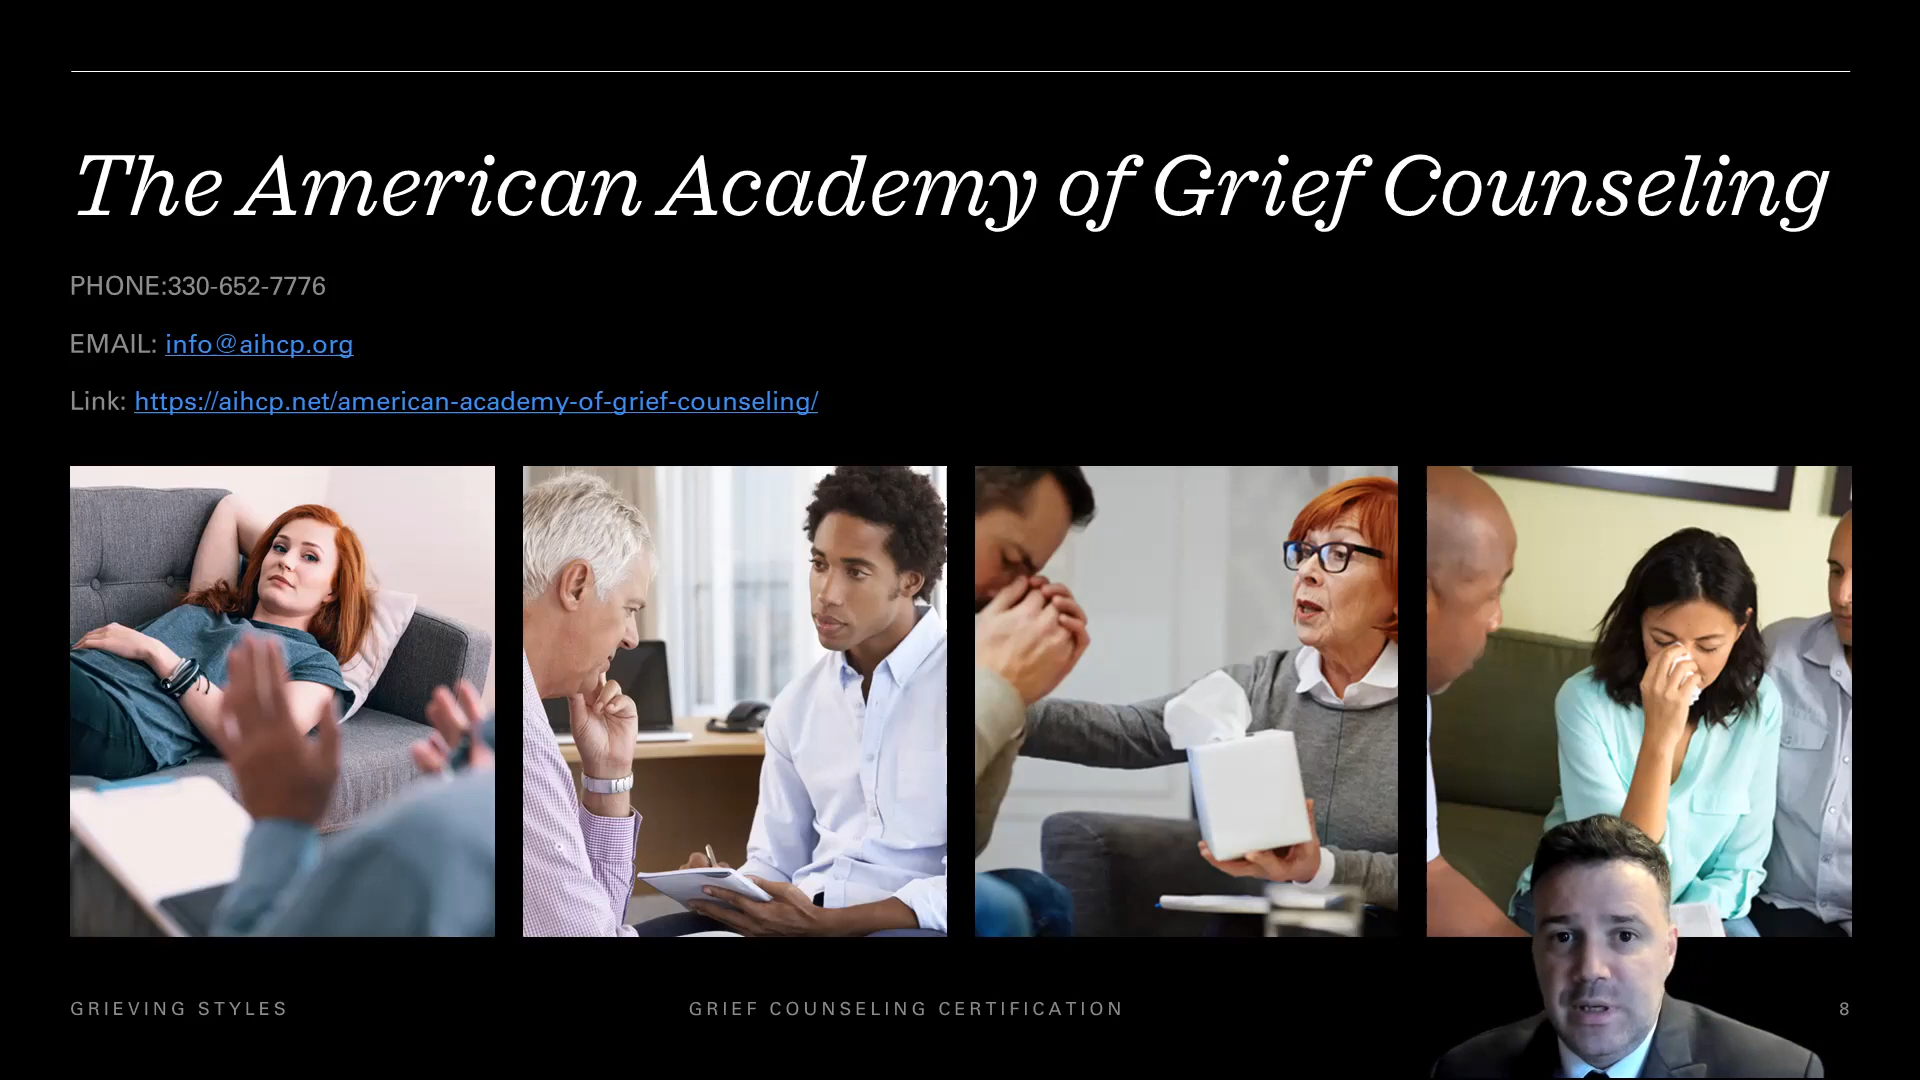 The American Academy of Grief Counseling
PHONE:330-652-7776
EMAIL: info@aihcp.org
Link: https://aihcp.net/american-academy-of-grief-counseling/
GRIEVING STYLES
GRIEF COUNSELING CERTIFICATION
8